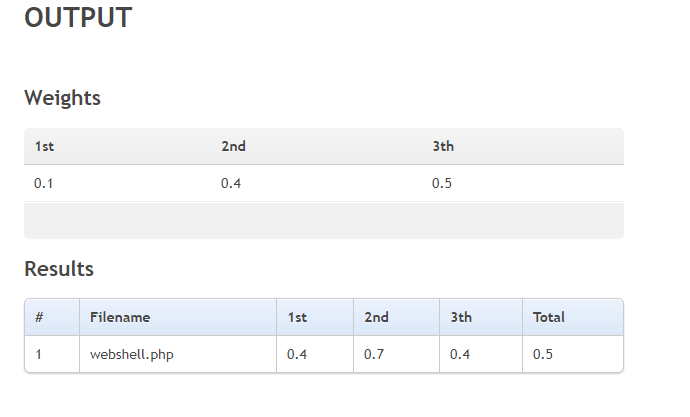 OUTPUT
Weights
1st 2nd 3th
0.1 0.4 0.5
Results
# Filename 1st 2nd 3th Total
1 webshell.php 0.4 0.7 0.4 0.5